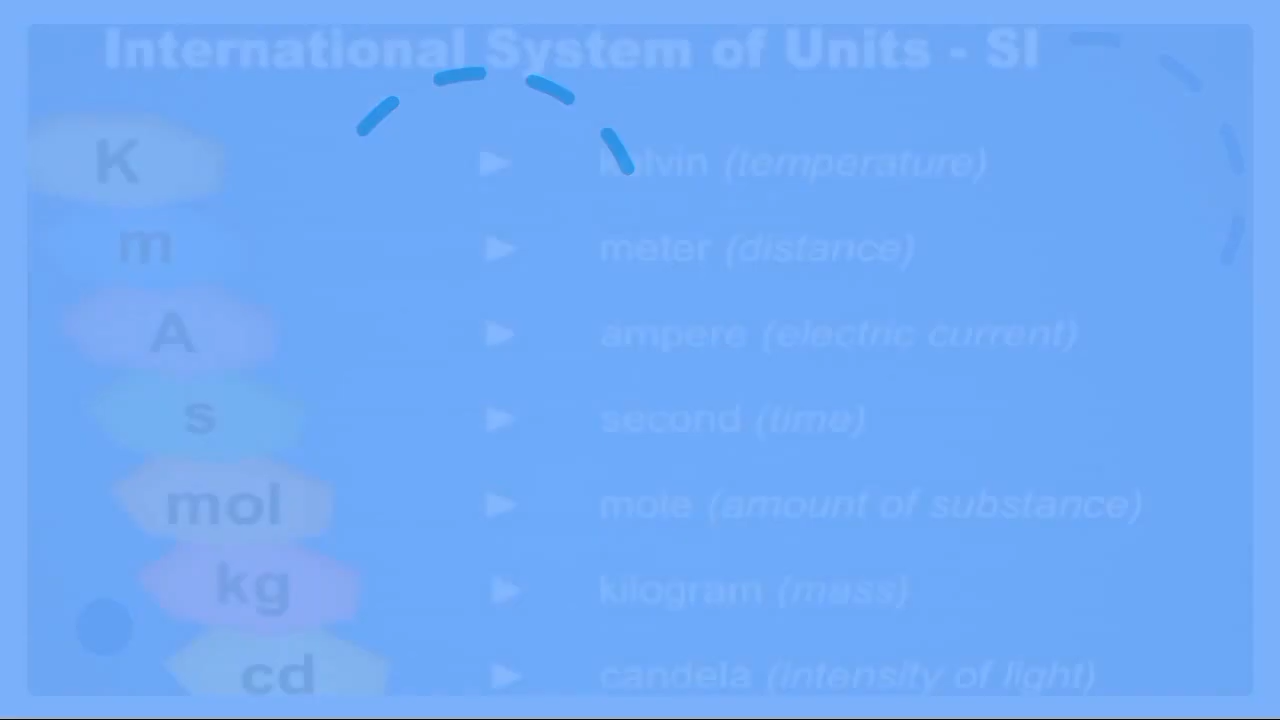 International System of Units - SI
K ► kelvin (temperature)
m ► meter (distance)
A ► ampere (electric current)
s ► second (time)
mol ► mole (amount of substance)
kg ► kilogram (mass)
cd ► candela (intensity of light)